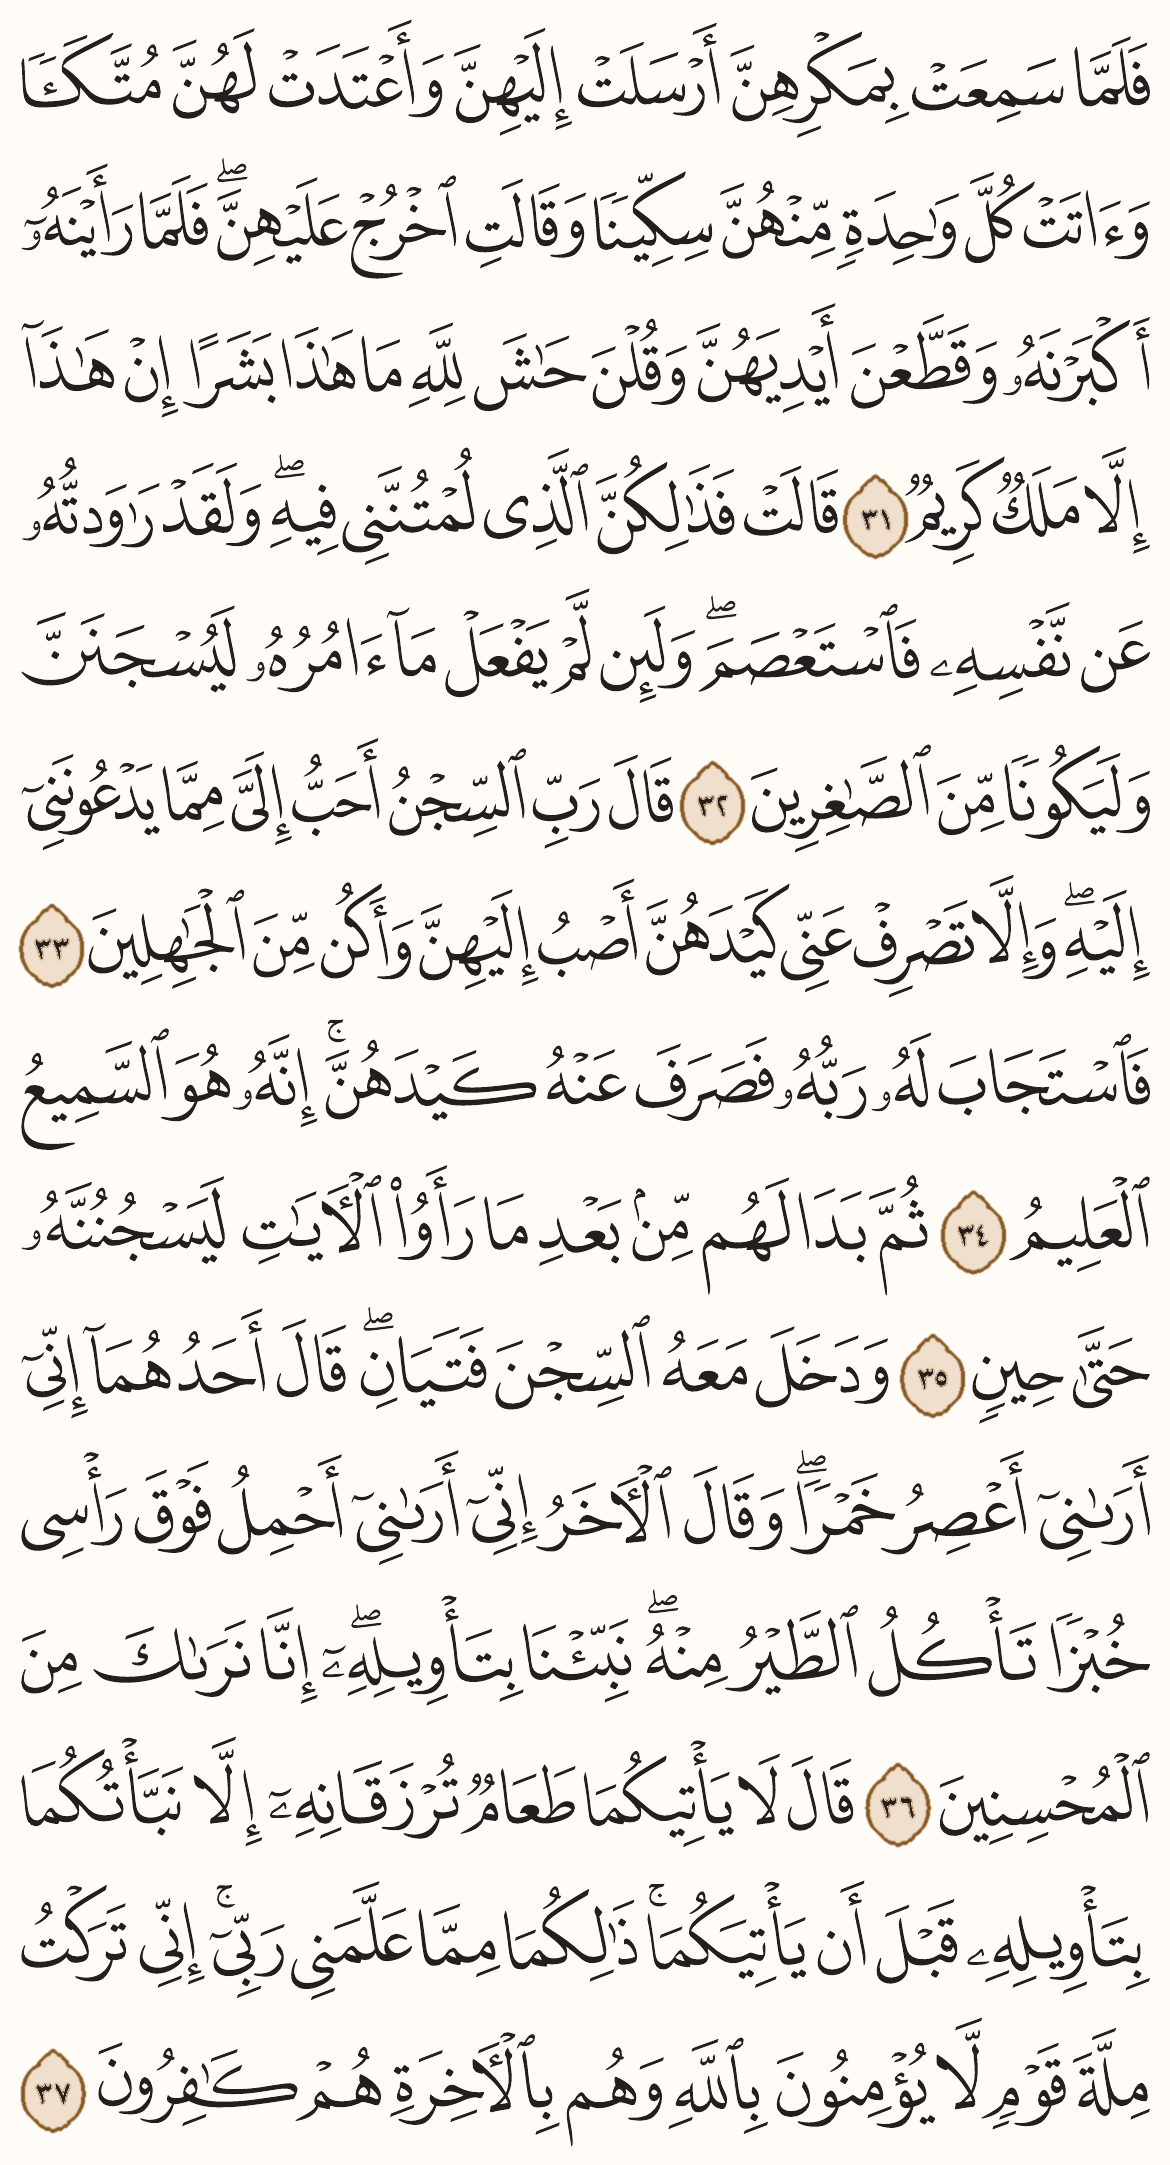 فَلَمَّا سَمِعَتْ بِمَكْرِهِنَّ أَرْسَلَتْ إِلَيْهِنَّ وَأَعْتَدَتْ لَهُنَّ مُتَّكَـًٔا
وَءَاتَتْ كُلَّ وَٰحِدَةٍ مِّنْهُنَّ سِكِّينًا وَقَالَتِ ٱخْرُجْ عَلَيْهِنَّ ۖ فَلَمَّا رَأَيْنَهُۥٓ
أَكْبَرْنَهُۥ وَقَطَّعْنَ أَيْدِيَهُنَّ وَقُلْنَ حَـٰشَ لِلَّهِ مَا هَـٰذَا بَشَرًا إِنْ هَـٰذَآ
إِلَّا مَلَكٌ كَرِيمٌ ٣١ قَالَتْ فَذَٰلِكُنَّ ٱلَّذِى لُمْتُنَّنِى فِيهِ ۖ وَلَقَدْ رَٰوَدتُّهُۥ
عَن نَّفْسِهِۦ فَٱسْتَعْصَمَ ۖ وَلَئِن لَّمْ يَفْعَلْ مَآ ءَامُرُهُۥ لَيُسْجَنَنَّ
وَلَيَكُونًا مِّنَ ٱلصَّـٰغِرِينَ ٣٢ قَالَ رَبِّ ٱلسِّجْنُ أَحَبُّ إِلَىَّ مِمَّا يَدْعُونَنِىٓ
إِلَيْهِ ۖ وَإِلَّا تَصْرِفْ عَنِّى كَيْدَهُنَّ أَصْبُ إِلَيْهِنَّ وَأَكُن مِّنَ ٱلْجَـٰهِلِينَ ٣٣
فَٱسْتَجَابَ لَهُۥ رَبُّهُۥ فَصَرَفَ عَنْهُ كَيْدَهُنَّ ۚ إِنَّهُۥ هُوَ ٱلسَّمِيعُ
ٱلْعَلِيمُ ٣٤ ثُمَّ بَدَا لَهُم مِّنۢ بَعْدِ مَا رَأَوُا۟ ٱلْـَٔايَـٰتِ لَيَسْجُنُنَّهُۥ
حَتَّىٰ حِينٍ ٣٥ وَدَخَلَ مَعَهُ ٱلسِّجْنَ فَتَيَانِ ۖ قَالَ أَحَدُهُمَآ إِنِّىٓ
أَرَىٰنِىٓ أَعْصِرُ خَمْرًا ۖ وَقَالَ ٱلْـَٔاخَرُ إِنِّىٓ أَرَىٰنِىٓ أَحْمِلُ فَوْقَ رَأْسِى
خُبْزًا تَأْكُلُ ٱلطَّيْرُ مِنْهُ ۖ نَبِّئْنَا بِتَأْوِيلِهِۦٓ ۖ إِنَّا نَرَىٰكَ مِنَ
ٱلْمُحْسِنِينَ ٣٦ قَالَ لَا يَأْتِيكُمَا طَعَامٌ تُرْزَقَانِهِۦٓ إِلَّا نَبَّأْتُكُمَا
بِتَأْوِيلِهِۦ قَبْلَ أَن يَأْتِيَكُمَا ۚ ذَٰلِكُمَا مِمَّا عَلَّمَنِى رَبِّىٓ ۚ إِنِّى تَرَكْتُ
مِلَّةَ قَوْمٍ لَّا يُؤْمِنُونَ بِٱللَّهِ وَهُم بِٱلْـَٔاخِرَةِ هُمْ كَـٰفِرُونَ ٣٧